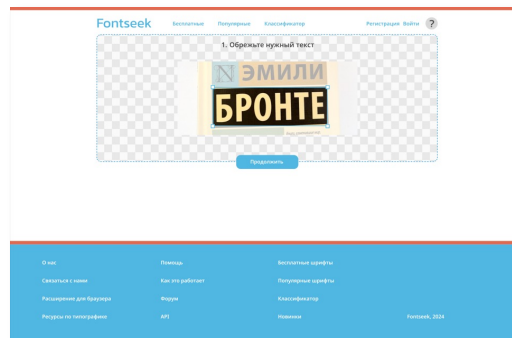 Fontseek Бесплатные Популярные Классификатор Регистрация Войти ?
1. Обрежьте нужный текст
N ЭМИЛИ
БРОНТЕ
Продолжить
О нас Помощь Бесплатные шрифты
Связаться с нами Как это работает Популярные шрифты
Расширение для браузера Форум Классификатор
Ресурсы по типографике API Новинки Fontseek, 2024